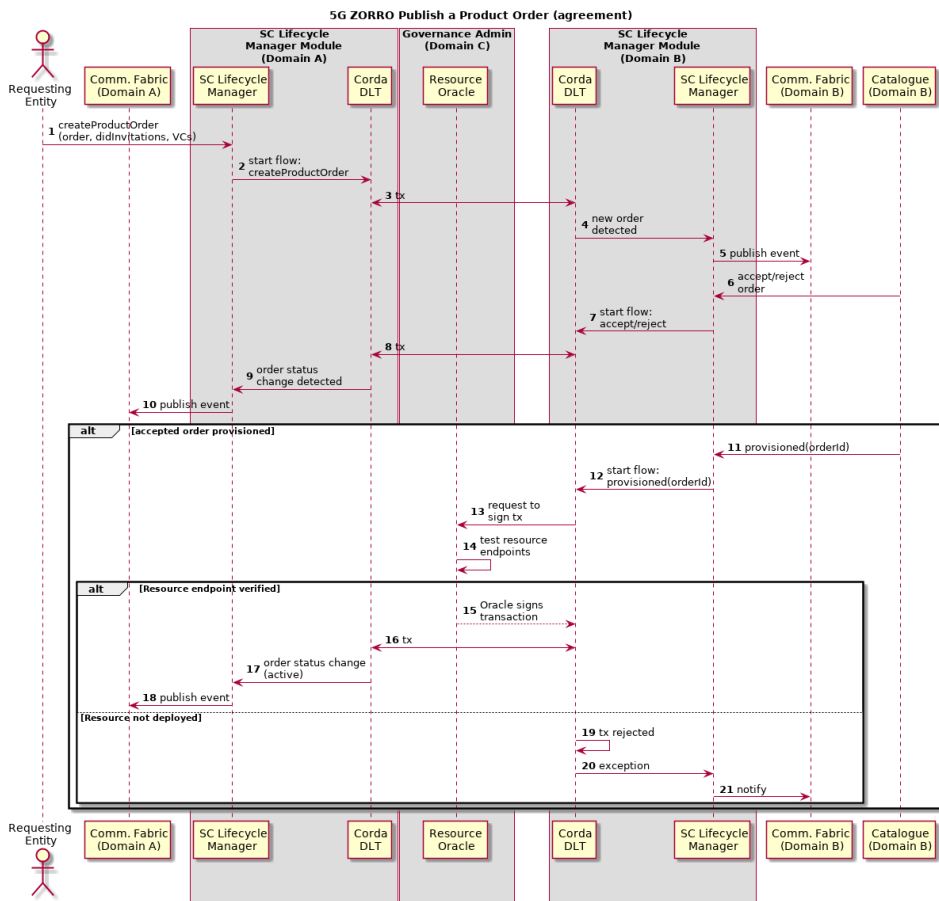 5G ZORRO Publish a Product Order (agreement)
SC Lifecycle
Manager Module
(Domain A)
Governance Admin
(Domain C)
SC Lifecycle
Manager Module
(Domain B)
Requesting
Entity
Comm. Fabric
(Domain A)
SC Lifecycle
Manager
Corda
DLT
Resource
Oracle
Corda
DLT
SC Lifecycle
Manager
Comm. Fabric
(Domain B)
Catalogue
(Domain B)
1 createProductOrder
(order, didInvitations, VCs)
2 start flow:
createProductOrder
3 tx
4 new order
detected
5 publish event
6 accept/reject
order
7 start flow:
accept/reject
8 tx
9 order status
change detected
10 publish event
alt [accepted order provisioned]
11 provisioned(orderId)
12 start flow:
provisioned(orderId)
13 request to
sign tx
14 test resource
endpoints
alt [Resource endpoint verified]
15 Oracle signs
transaction
16 tx
17 order status change
(active)
18 publish event
[Resource not deployed]
19 tx rejected
20 exception
21 notify
Requesting
Entity
Comm. Fabric
(Domain A)
SC Lifecycle
Manager
Corda
DLT
Resource
Oracle
Corda
DLT
SC Lifecycle
Manager
Comm. Fabric
(Domain B)
Catalogue
(Domain B)